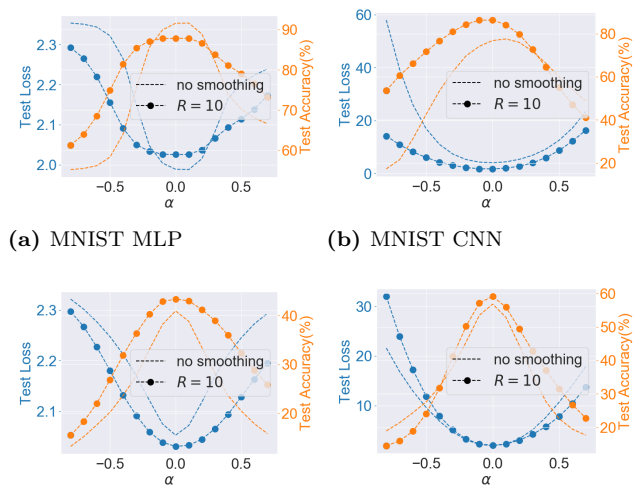 2.3
2.2
2.1
2.0
Test Loss
90
80
70
60
Test Accuracy(%)
no smoothing
R = 10
−0.5
0.0
0.5
α
60
40
20
0
Test Loss
80
60
40
20
Test Accuracy(%)
no smoothing
R = 10
−0.5
0.0
0.5
α
(a) MNIST MLP
(b) MNIST CNN
2.3
2.2
2.1
Test Loss
40
30
20
Test Accuracy(%)
no smoothing
R = 10
−0.5
0.0
0.5
α
30
20
10
Test Loss
60
50
40
30
20
Test Accuracy(%)
no smoothing
R = 10
−0.5
0.0
0.5
α